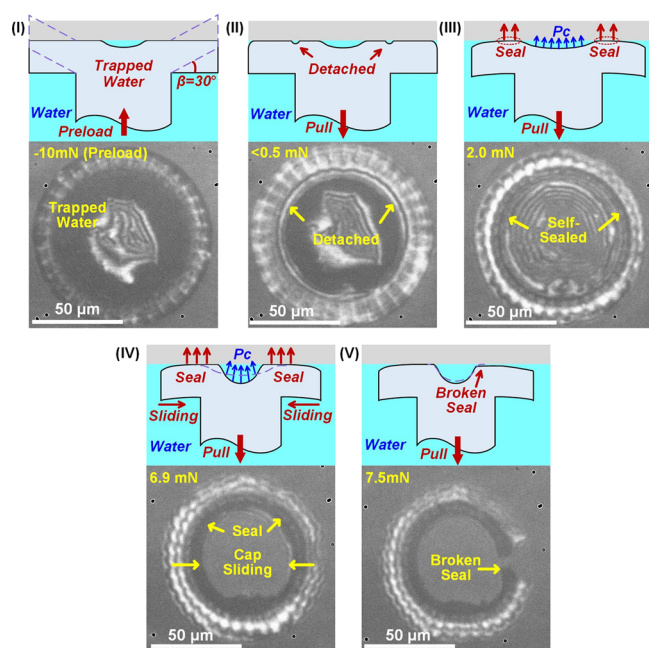 (I)
Trapped
Water
β=30°
Water
Preload
-10mN (Preload)
Trapped
Water
50 µm
(II)
Detached
Water
Pull
<0.5 mN
Detached
50 µm
(III)
Pc
Seal
Seal
Water
Pull
2.0 mN
Self-
Sealed
50 µm
(IV)
Pc
Seal
Seal
Sliding
Sliding
Water
Pull
6.9 mN
Seal
Cap
Sliding
50 µm
(V)
Broken
Seal
Water
Pull
7.5mN
Broken
Seal
50 µm